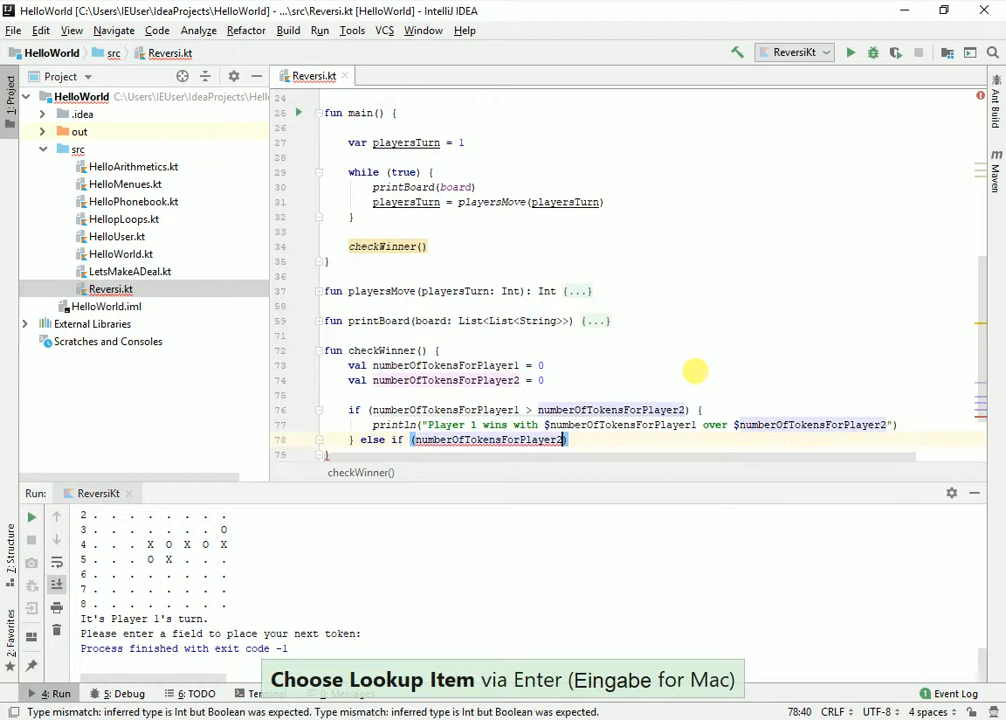 HelloWorld [C:\Users\IEUser\IdeaProjects\HelloWorld] - ...\src\Reversi.kt [HelloWorld] - IntelliJ IDEA
File Edit View Navigate Code Analyze Refactor Build Run Tools VCS Window Help
HelloWorld src Reversi.kt ReversiKt
Project Reversi.kt
HelloWorld C:\Users\IEUser\IdeaProjects\Hell
.idea
out
src
HelloArithmetics.kt
HelloMenues.kt
HelloPhonebook.kt
HellopLoops.kt
HelloUser.kt
HelloWorld.kt
LetsMakeADeal.kt
Reversi.kt
HelloWorld.iml
External Libraries
Scratches and Consoles
1: Project
Z: Structure
2: Favorites
Ant Build
m Maven
24
25 fun main() {
26
27 var playersTurn = 1
28
29 while (true) {
30 printBoard(board)
31 playersTurn = playersMove(playersTurn)
32 }
33
34 checkWinner()
35 }
36
37 fun playersMove(playersTurn: Int): Int {...}
58
59 fun printBoard(board: List<List<String>>) {...}
71
72 fun checkWinner() {
73 val numberOfTokensForPlayer1 = 0
74 val numberOfTokensForPlayer2 = 0
75
76 if (numberOfTokensForPlayer1 > numberOfTokensForPlayer2) {
77 println("Player 1 wins with $numberOfTokensForPlayer1 over $numberOfTokensForPlayer2")
78 } else if (numberOfTokensForPlayer2)
79 }
checkWinner()
Run: ReversiKt
2 . . . . . . . .
3 . . . . . . . O
4 . . . X O X O X
5 . . . O X . . .
6 . . . . . . . .
7 . . . . . . . .
8 . . . . . . . .
It's Player 1's turn.
Please enter a field to place your next token:
Process finished with exit code -1
Choose Lookup Item via Enter (Eingabe for Mac)
4: Run 5: Debug 6: TODO Terminal 0: Messages Event Log
Type mismatch: inferred type is Int but Boolean was expected. Type mismatch: inferred type is Int but Boolean was expected. 78:40 CRLF UTF-8 4 spaces